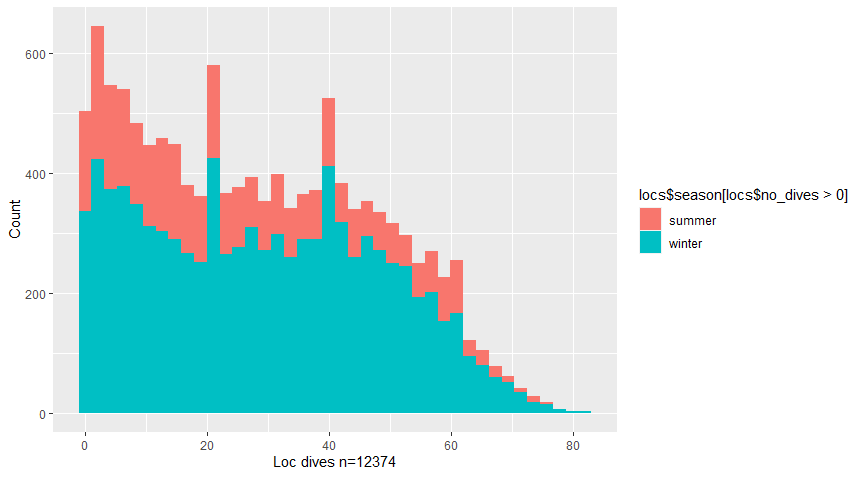 600
400
200
0
Count
0 20 40 60 80
Loc dives n=12374
locs$season[locs$no_dives > 0]
summer
winter